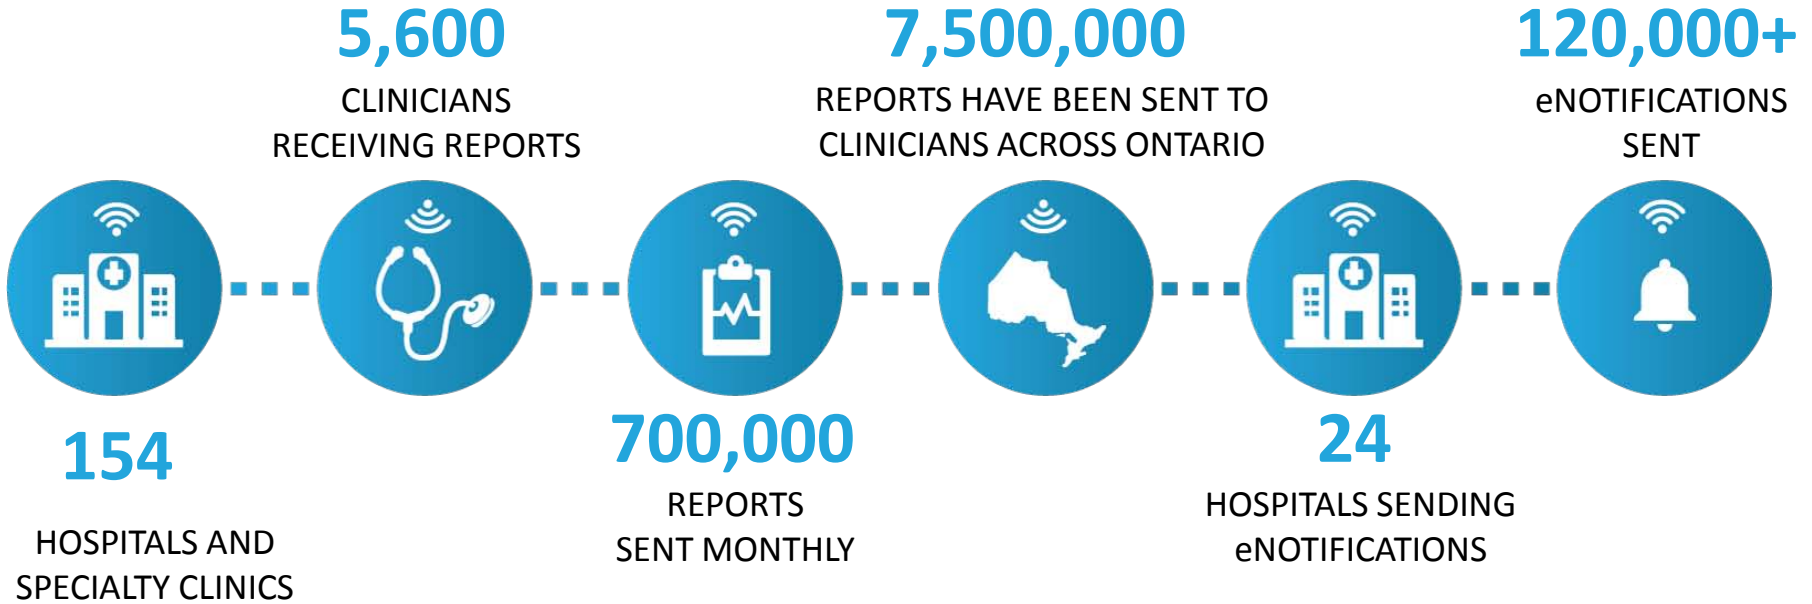 154
HOSPITALS AND
SPECIALTY CLINICS
5,600
CLINICIANS
RECEIVING REPORTS
700,000
REPORTS
SENT MONTHLY
7,500,000
REPORTS HAVE BEEN SENT TO
CLINICIANS ACROSS ONTARIO
24
HOSPITALS SENDING
eNOTIFICATIONS
120,000+
eNOTIFICATIONS
SENT